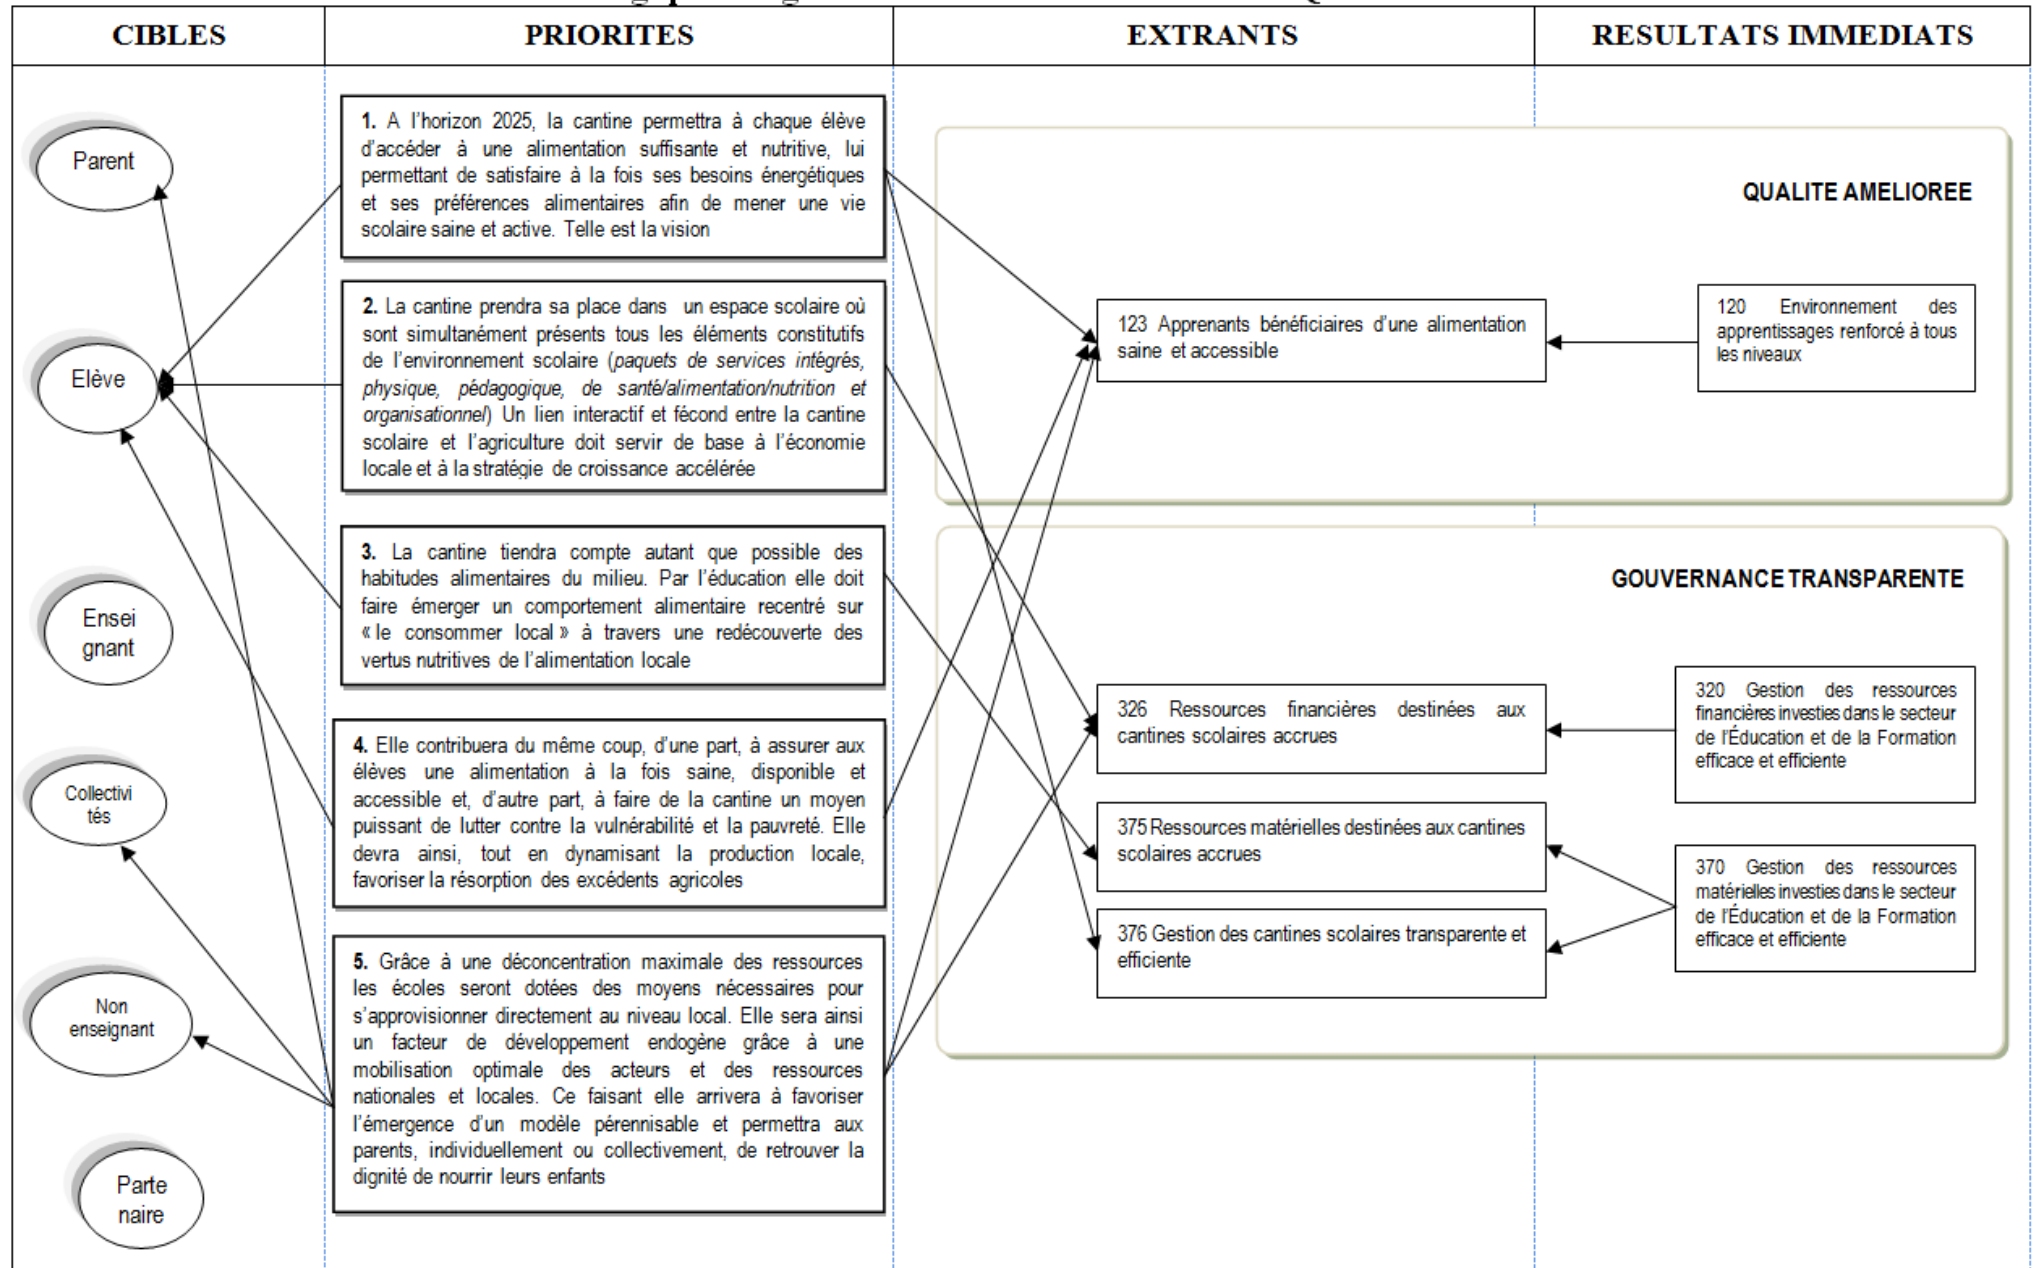 CIBLES
PRIORITES
EXTRANTS
RESULTATS IMMEDIATS
Parent
Elève
Ensei
gnant
Collectivi
tés
Non
enseignant
Parte
naire
1. A l’horizon 2025, la cantine permettra à chaque élève
d’accéder à une alimentation suffisante et nutritive, lui
permettant de satisfaire à la fois ses besoins énergétiques
et ses préférences alimentaires afin de mener une vie
scolaire saine et active. Telle est la vision
2. La cantine prendra sa place dans un espace scolaire où
sont simultanément présents tous les éléments constitutifs
de l’environnement scolaire (paquets de services intégrés,
physique, pédagogique, de santé/alimentation/nutrition et
organisationnel) Un lien interactif et fécond entre la cantine
scolaire et l’agriculture doit servir de base à l’économie
locale et à la stratégie de croissance accélérée
3. La cantine tiendra compte autant que possible des
habitudes alimentaires du milieu. Par l’éducation elle doit
faire émerger un comportement alimentaire recentré sur
« le consommer local » à travers une redécouverte des
vertus nutritives de l’alimentation locale
4. Elle contribuera du même coup, d’une part, à assurer aux
élèves une alimentation à la fois saine, disponible et
accessible et, d’autre part, à faire de la cantine un moyen
puissant de lutter contre la vulnérabilité et la pauvreté. Elle
devra ainsi, tout en dynamisant la production locale,
favoriser la résorption des excédents agricoles
5. Grâce à une déconcentration maximale des ressources
les écoles seront dotées des moyens nécessaires pour
s’approvisionner directement au niveau local. Elle sera ainsi
un facteur de développement endogène grâce à une
mobilisation optimale des acteurs et des ressources
nationales et locales. Ce faisant elle arrivera à favoriser
l’émergence d’un modèle pérennisable et permettra aux
parents, individuellement ou collectivement, de retrouver la
dignité de nourrir leurs enfants
QUALITE AMELIOREE
123 Apprenants bénéficiaires d’une alimentation
saine et accessible
120 Environnement des
apprentissages renforcé à tous
les niveaux
GOUVERNANCE TRANSPARENTE
326 Ressources financières destinées aux
cantines scolaires accrues
375 Ressources matérielles destinées aux cantines
scolaires accrues
376 Gestion des cantines scolaires transparente et
efficiente
320 Gestion des ressources
financières investies dans le secteur
de l’Éducation et de la Formation
efficace et efficiente
370 Gestion des ressources
matérielles investies dans le secteur
de l’Éducation et de la Formation
efficace et efficiente